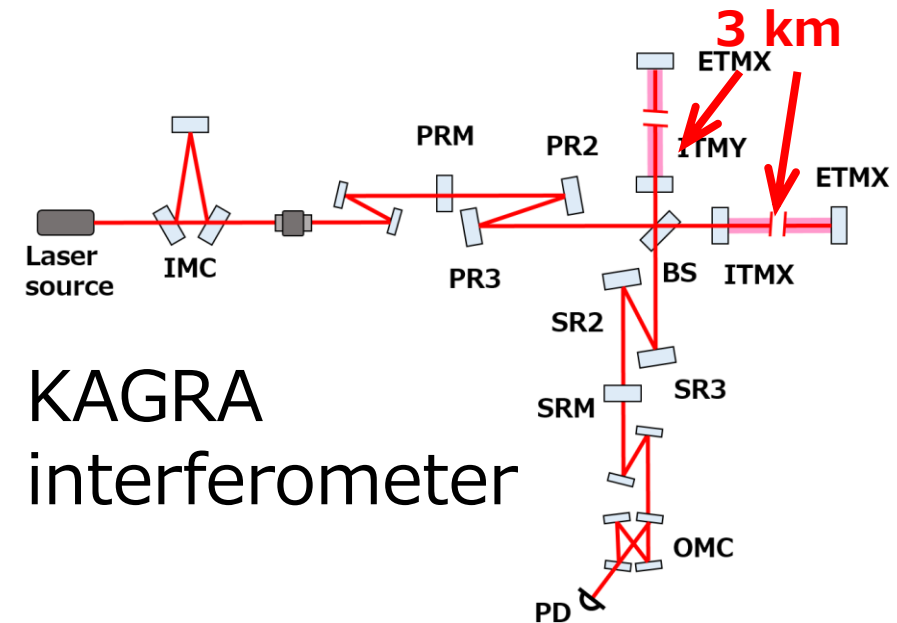 3 km
ETMX
PRM
PR2
ITMY
ETMX
Laser
source
IMC
PR3
BS
ITMX
SR2
SR3
SRM
KAGRA
interferometer
OMC
PD